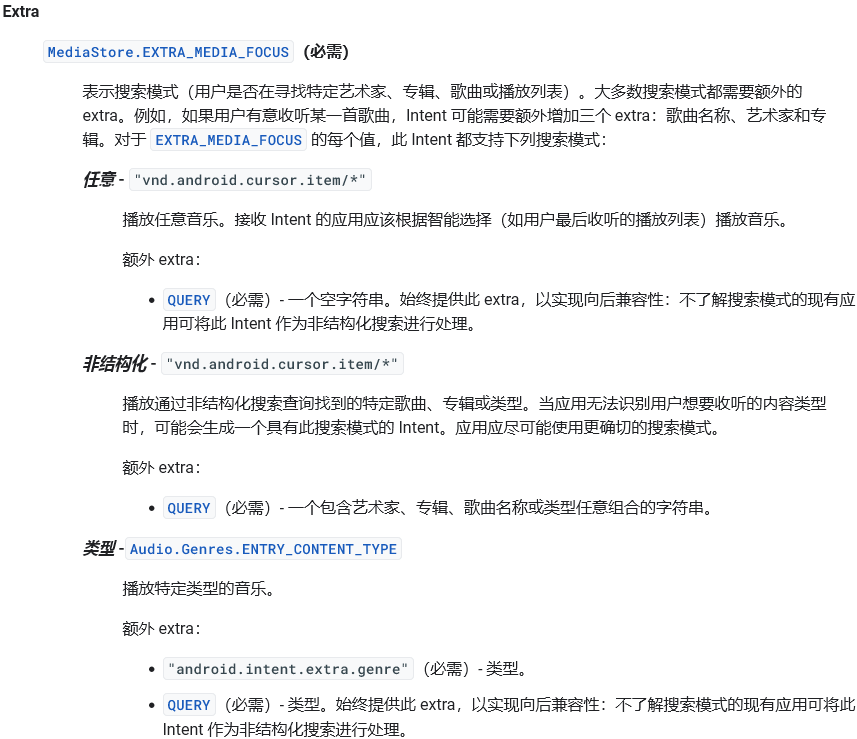 Extra
MediaStore.EXTRA_MEDIA_FOCUS（必需）
表示搜索模式（用户是否在寻找特定艺术家、专辑、歌曲或播放列表）。大多数搜索模式都需要额外的
extra。例如，如果用户有意收听某一首歌曲，Intent 可能需要额外增加三个 extra：歌曲名称、艺术家和专
辑。对于 EXTRA_MEDIA_FOCUS 的每个值，此 Intent 都支持下列搜索模式：
任意 - "vnd.android.cursor.item/*"
播放任意音乐。接收 Intent 的应用应该根据智能选择（如用户最后收听的播放列表）播放音乐。
额外 extra：
• QUERY（必需）- 一个空字符串。始终提供此 extra，以实现向后兼容性：不了解搜索模式的现有应
用可将此 Intent 作为非结构化搜索进行处理。
非结构化 - "vnd.android.cursor.item/*"
播放通过非结构化搜索查询找到的特定歌曲、专辑或类型。当应用无法识别用户想要收听的内容类型
时，可能会生成一个具有此搜索模式的 Intent。应用应尽可能使用更确切的搜索模式。
额外 extra：
• QUERY（必需）- 一个包含艺术家、专辑、歌曲名称或类型任意组合的字符串。
类型 - Audio.Genres.ENTRY_CONTENT_TYPE
播放特定类型的音乐。
额外 extra：
• "android.intent.extra.genre"（必需）- 类型。
• QUERY（必需）- 类型。始终提供此 extra，以实现向后兼容性：不了解搜索模式的现有应用可将此
Intent 作为非结构化搜索进行处理。